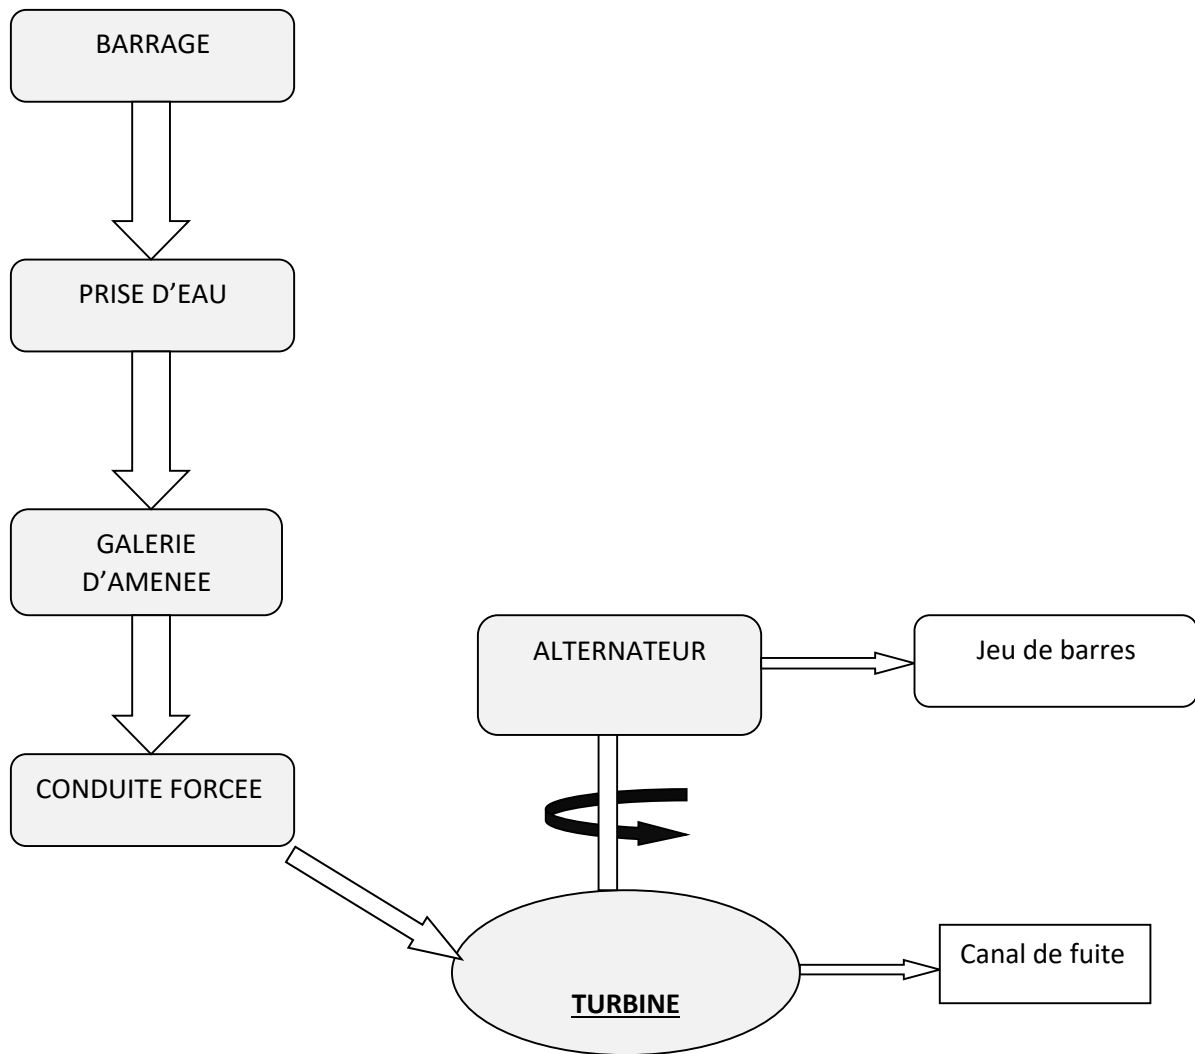 BARRAGE
PRISE D’EAU
GALERIE
D’AMENEE
CONDUITE FORCEE
ALTERNATEUR
Jeu de barres
TURBINE
Canal de fuite